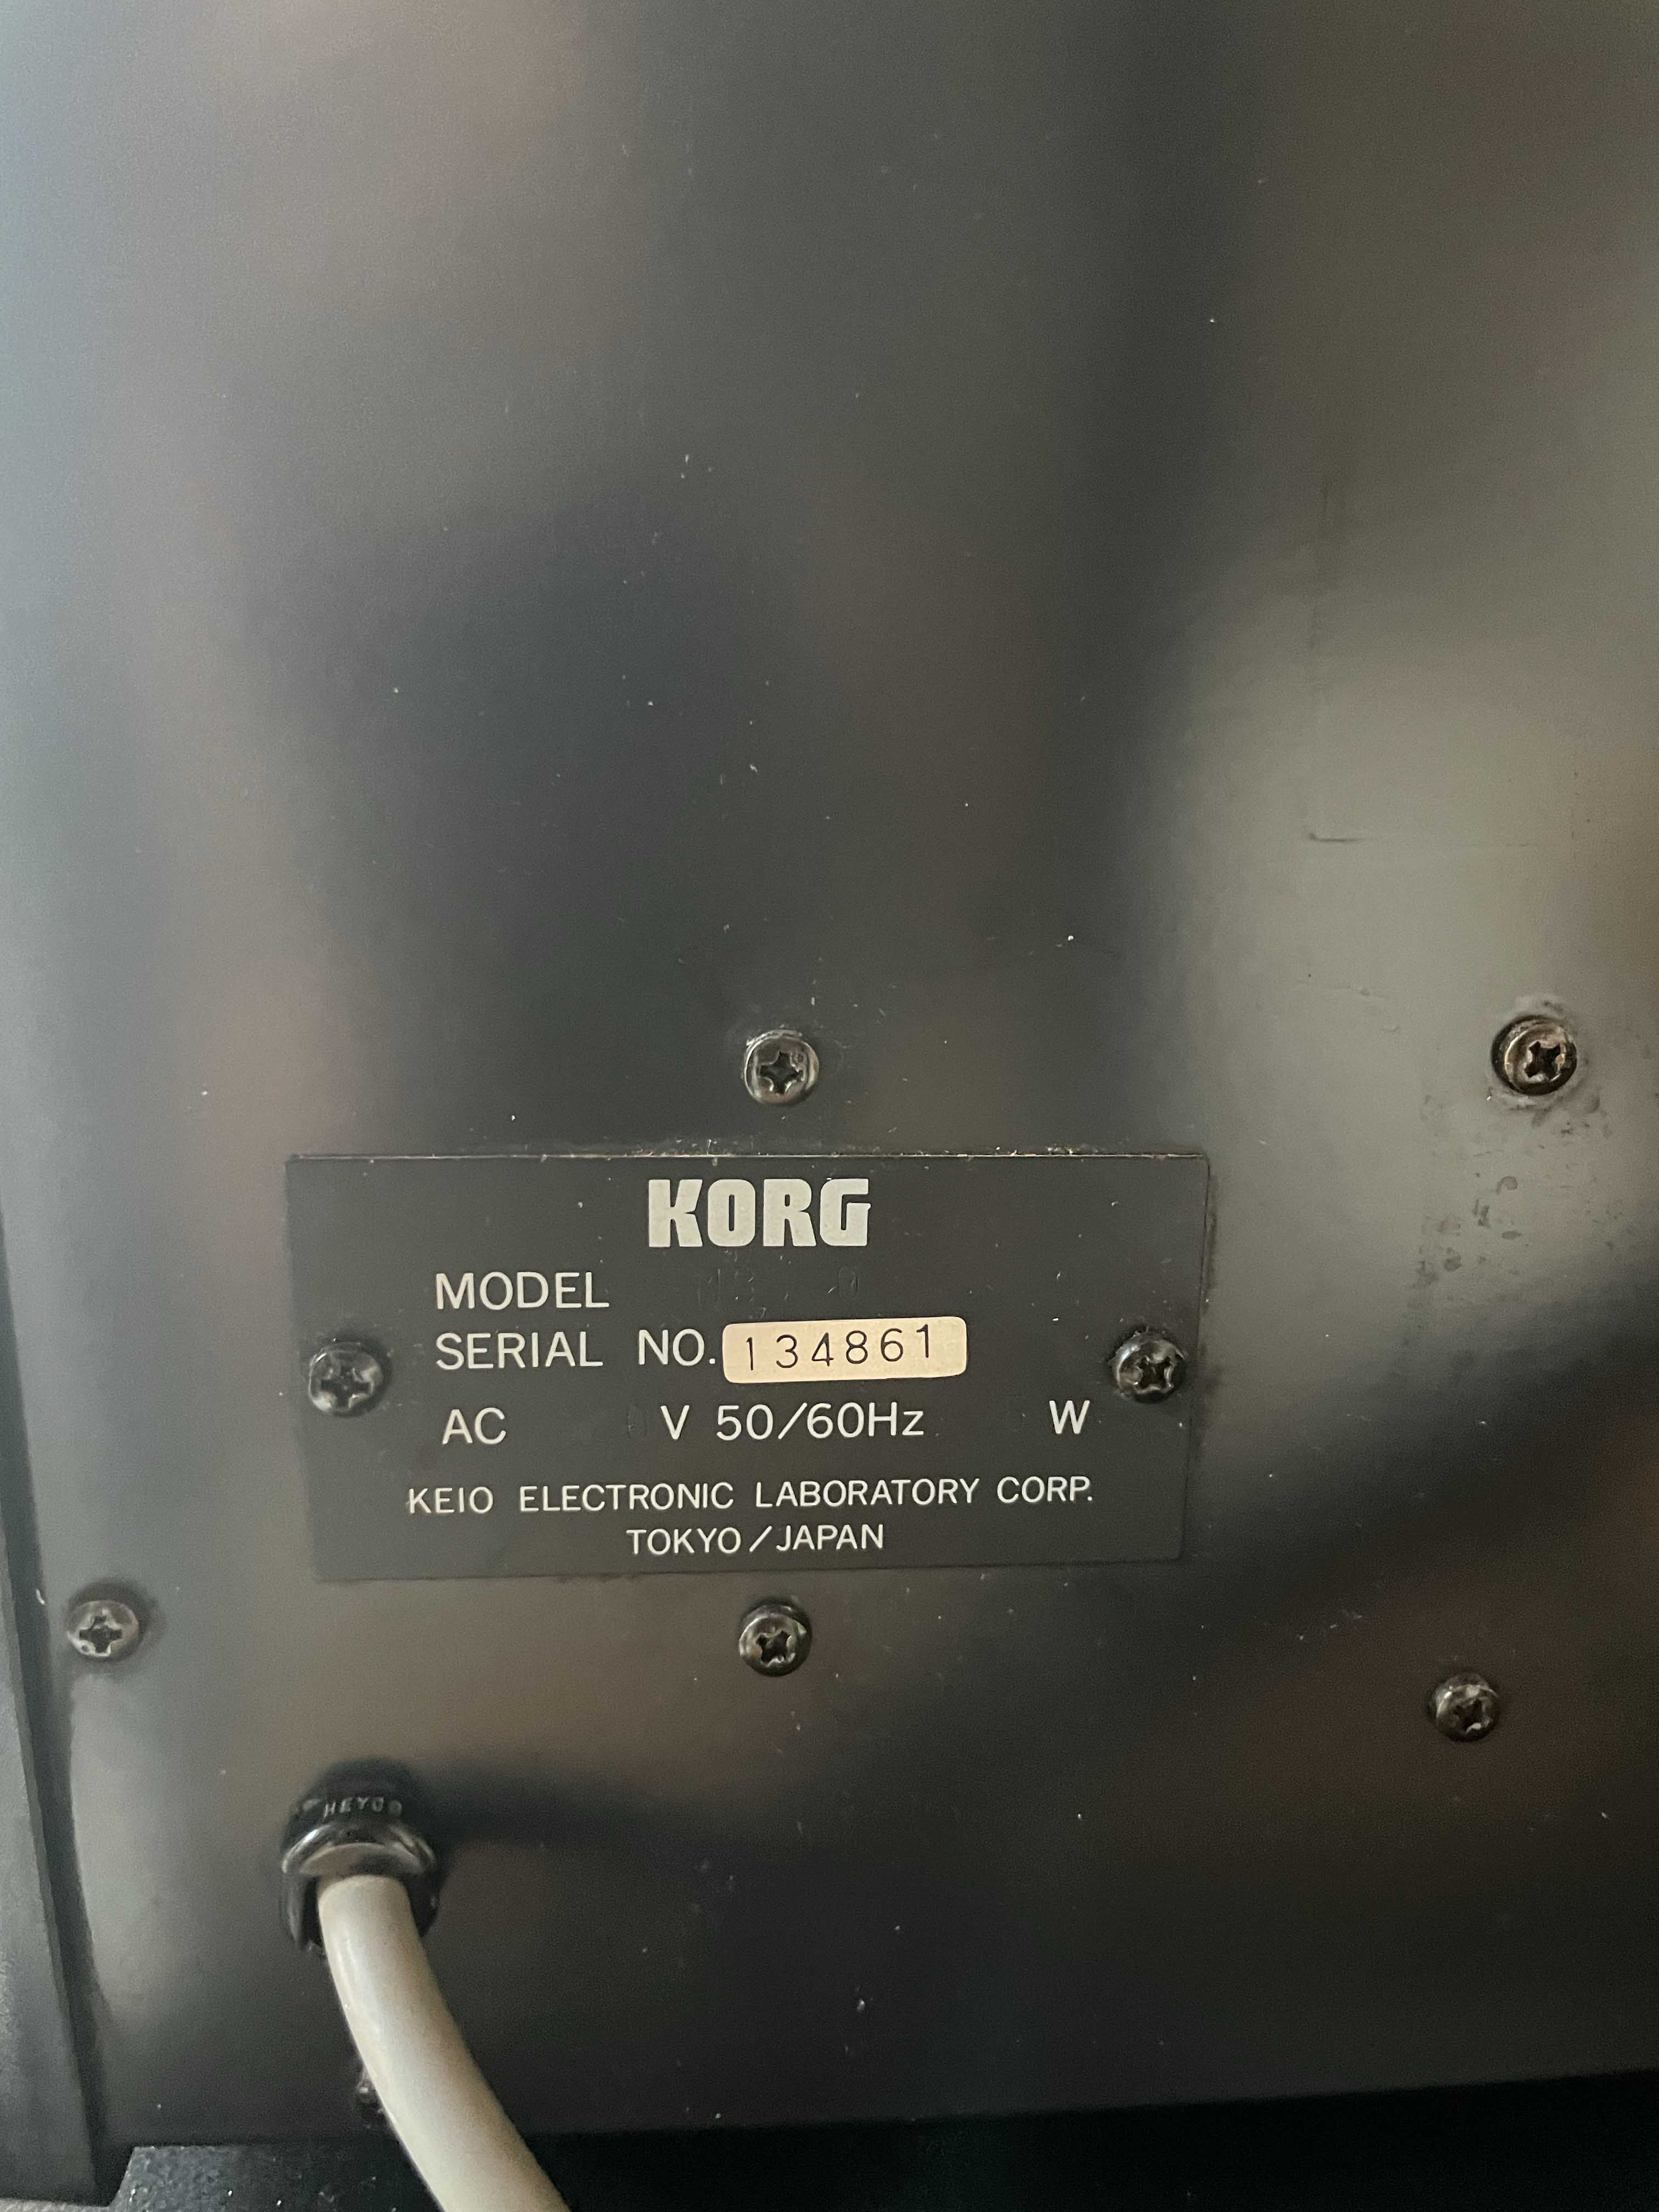 KORG
MODEL
SERIAL NO. 134861
AC V 50/60Hz W
KEIO ELECTRONIC LABORATORY CORP.
TOKYO/JAPAN
HEYCO